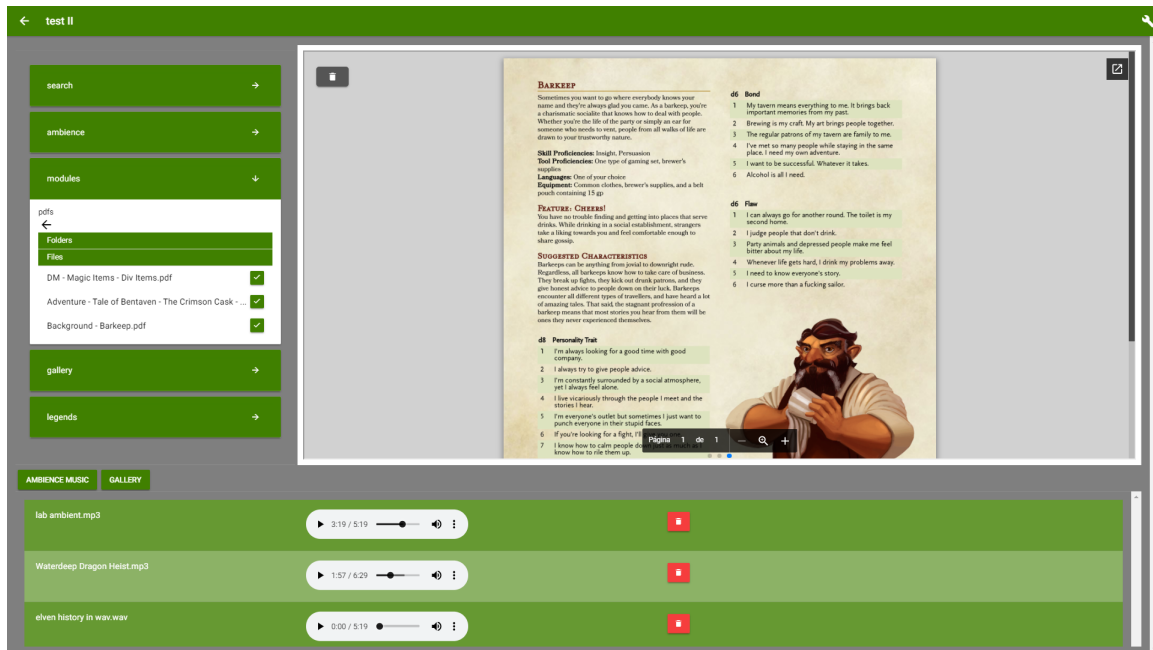 test II
search
ambience
modules
pdfs
Folders
Files
DM - Magic Items - Div Items.pdf
Adventure - Tale of Bentaven - The Crimson Cask - ...
Background - Barkeep.pdf
gallery
legends
BARKEEP
Sometimes you want to go where everybody knows your
name and they're always glad you came. As a barkeep, you're
a charismatic socialite that knows how to deal with people.
Whether you're the life of the party or simply an ear for
someone who needs to vent, people from all walks of life are
drawn to your trustworthy nature.
Skill Proficiencies: Insight, Persuasion
Tool Proficiencies: One type of gaming set, brewer's
supplies
Languages: One of your choice
Equipment: Common clothes, brewer's supplies, and a belt
pouch containing 15 gp
FEATURE: CHEERS!
You have no trouble finding and getting into places that serve
drinks. While drinking in a social establishment, strangers
take a liking towards you and feel comfortable enough to
share gossip.
SUGGESTED CHARACTERISTICS
Barkeeps can be anything from jovial to downright rude.
Regardless, all barkeeps know how to take care of business.
They break up fights, they kick out drunk patrons, and they
give honest advice to people down on their luck. Barkeeps
encounter all different types of travellers, and have heard a lot
of amazing tales. That said, the stagnant profression of a
barkeep means that most stories you hear from them will be
ones they never experienced themselves.
d8 Personality Trait
1 I'm always looking for a good time with good
company.
2 I always try to give people advice.
3 I'm constantly surrounded by a social atmosphere,
yet I always feel alone.
4 I live vicariously through the people I meet and the
stories I hear.
5 I'm everyone's outlet but sometimes I just want to
punch everyone in their stupid faces.
6 If you're looking for a fight, I'll
7 I know how to calm people down just as much as I
know how to rile them up.
d6 Bond
1 My tavern means everything to me. It brings back
important memories from my past.
2 Brewing is my craft. My art brings people together.
3 The regular patrons of my tavern are family to me.
4 I've met so many people while staying in the same
place. I need my own adventure.
5 I want to be successful. Whatever it takes.
6 Alcohol is all I need.
d6 Flaw
1 I can always go for another round. The toilet is my
second home.
2 I judge people that don't drink.
3 Party animals and depressed people make me feel
bitter about my life.
4 Whenever life gets hard, I drink my problems away.
5 I need to know everyone's story.
6 I curse more than a fucking sailor.
Página 1 de 1
AMBIENCE MUSIC
GALLERY
lab ambient.mp3
3:19 / 5:19
Waterdeep Dragon Heist.mp3
1:57 / 6:29
elven history in wav.wav
0:00 / 5:19